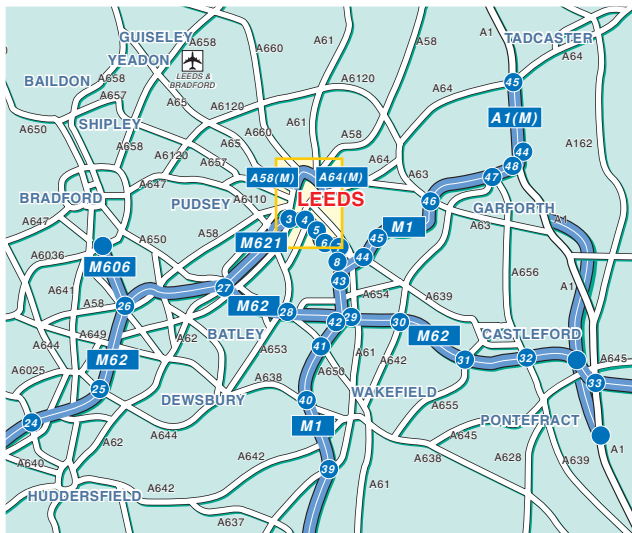 GUISELEY
A658
A660
A61
A58
A1
TADCASTER
A64
YEADON
LEEDS &
BRADFORD
BAILDON
A658
A657
A65
A6120
A6120
A64
45
A650
SHIPLEY
A658
A6120
A657
A65
A660
A61
A58
A1(M)
A162
44
48
47
A647
A58(M)
A64(M)
A64
A63
BRADFORD
PUDSEY
A6110
LEEDS
46
GARFORTH
A647
A650
A58
3
4
5
6
45
M1
A63
A1
A6036
M621
8
44
M606
A641
27
43
A654
A639
A656
A58
26
M62
28
42
29
30
M62
CASTLEFORD
A649
A62
BATLEY
A653
41
A650
A61
A642
31
32
A645
A644
M62
A6025
25
A638
40
WAKEFIELD
A655
33
DEWSBURY
24
M1
PONTEFRACT
A62
A644
A645
A640
A642
A638
A628
A639
A1
39
HUDDERSFIELD
A642
A61
A637